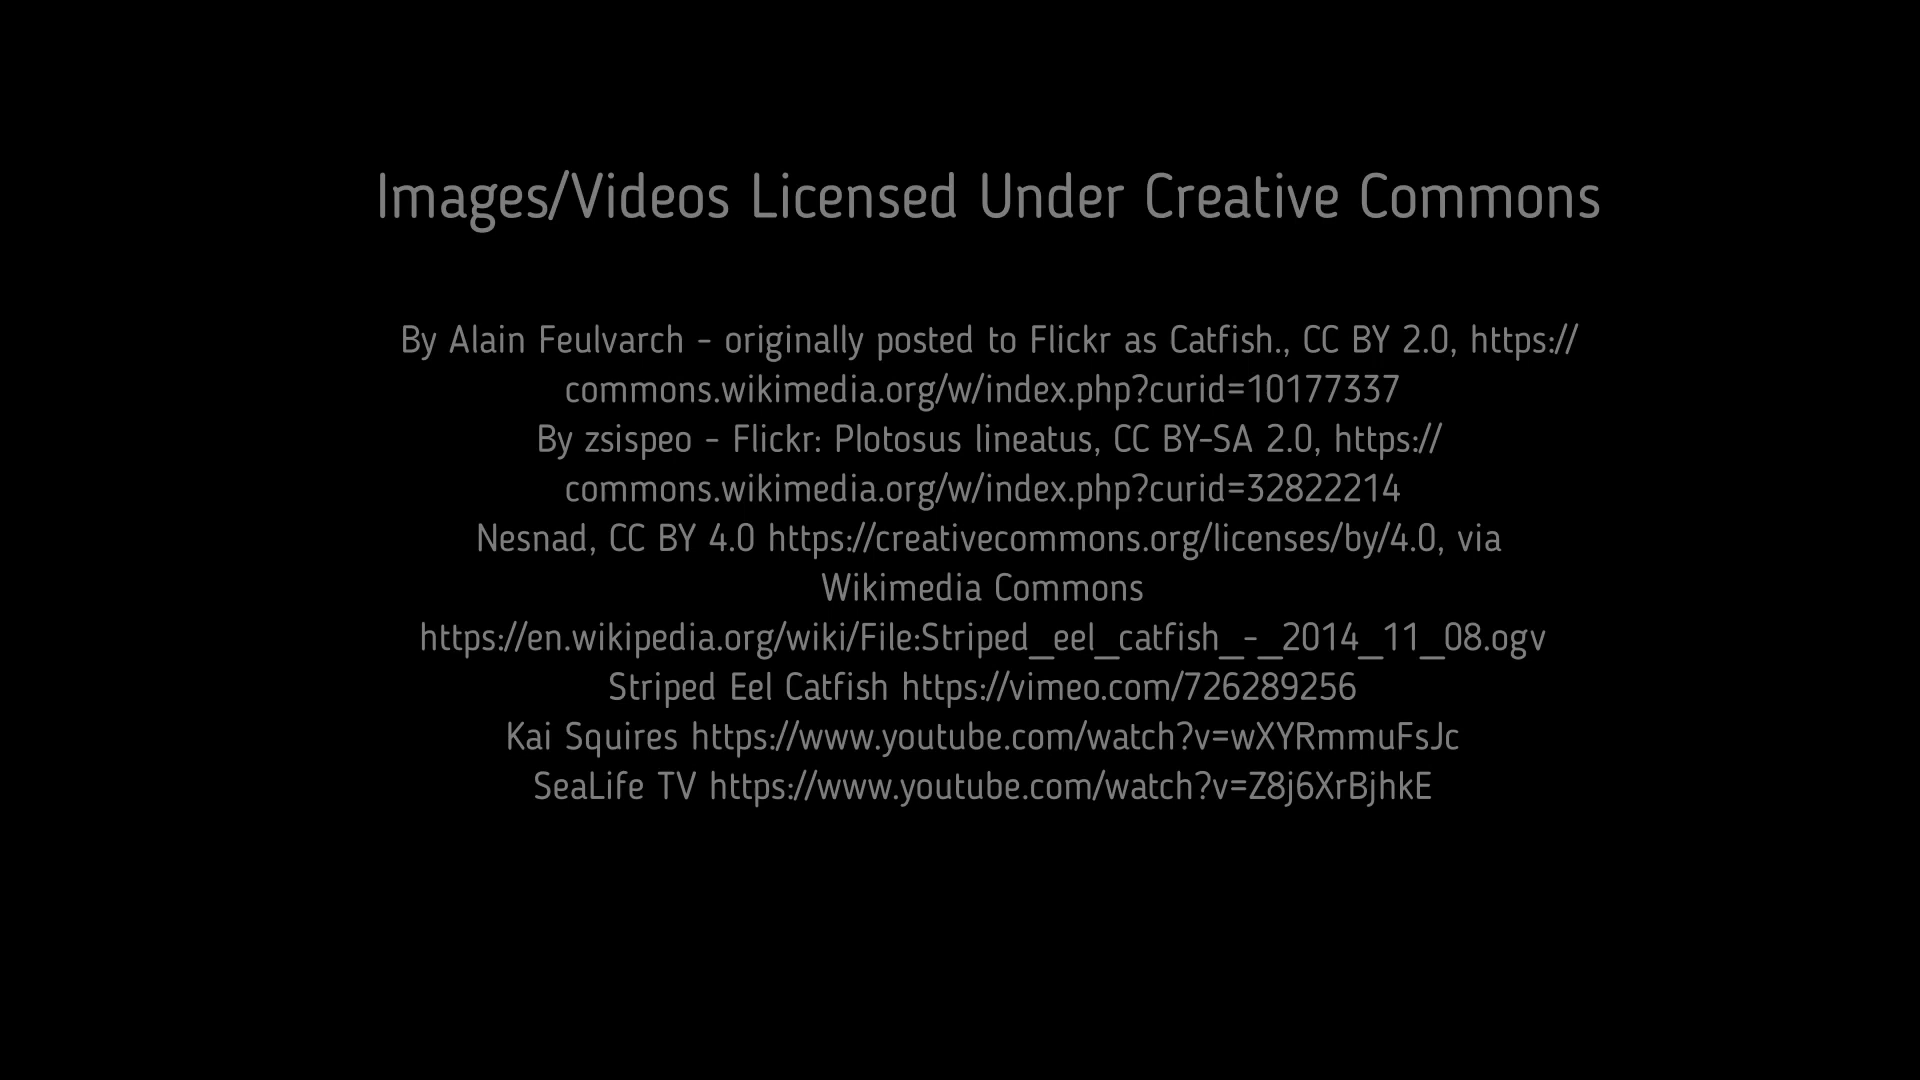 Images/Videos Licensed Under Creative Commons
By Alain Feulvarch - originally posted to Flickr as Catfish., CC BY 2.0, https://
commons.wikimedia.org/w/index.php?curid=10177337
By zsispeo - Flickr: Plotosus lineatus, CC BY-SA 2.0, https://
commons.wikimedia.org/w/index.php?curid=32822214
Nesnad, CC BY 4.0 https://creativecommons.org/licenses/by/4.0, via
Wikimedia Commons
https://en.wikipedia.org/wiki/File:Striped_eel_catfish_-_2014_11_08.ogv
Striped Eel Catfish https://vimeo.com/726289256
Kai Squires https://www.youtube.com/watch?v=wXYRmmuFsJc
SeaLife TV https://www.youtube.com/watch?v=Z8j6XrBjhkE